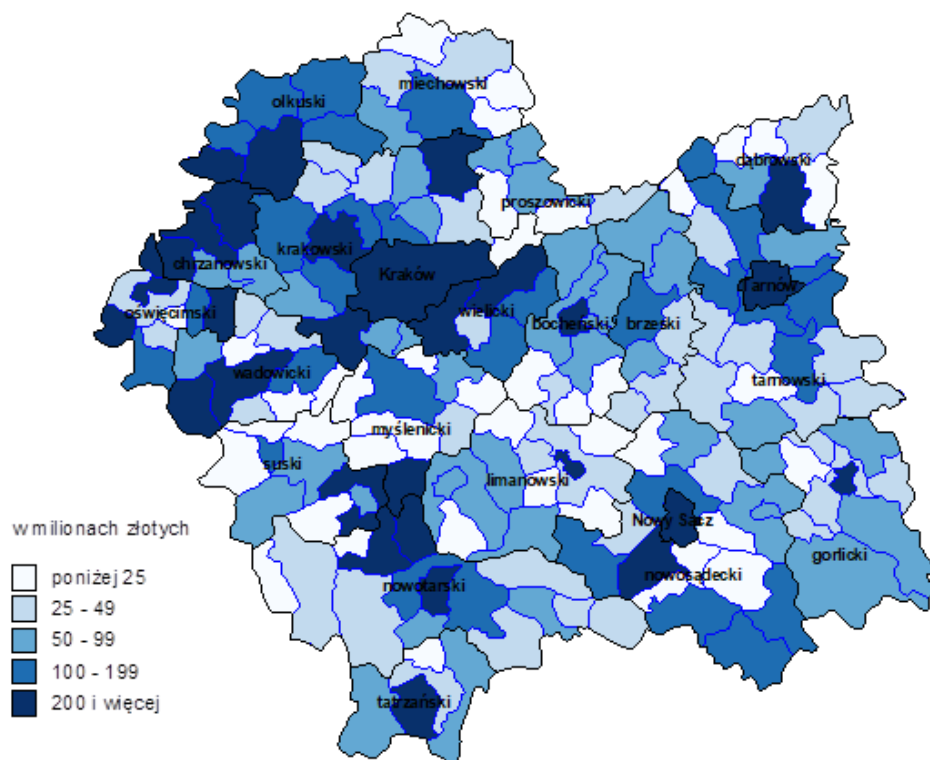 miechowski
olkuski
dąbrowski
proszowicki
krakowski
chrzanowski
Kraków
Tarnów
oświęcimski
wielicki
bocheński
brzeski
wadowicki
tarnowski
myślenicki
suski
limanowski
w milionach złotych
Nowy Sącz
gorlicki
poniżej 25
nowotarski
nowosądecki
25 - 49
50 - 99
100 - 199
200 i więcej
tatrzański